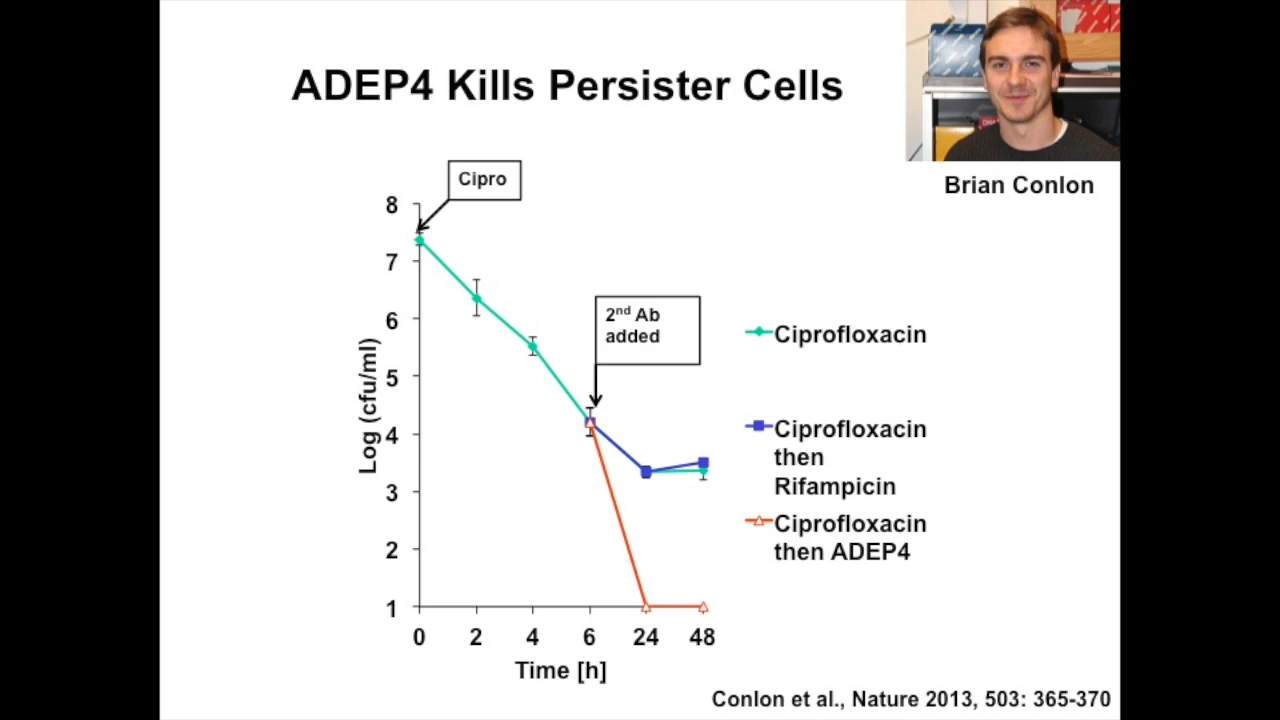 ADEP4 Kills Persister Cells
Brian Conlon
Cipro
8
7
6
5
4
3
2
1
Log (cfu/ml)
2nd Ab
added
0 2 4 6 24 48
Time [h]
Ciprofloxacin
Ciprofloxacin
then
Rifampicin
Ciprofloxacin
then ADEP4
Conlon et al., Nature 2013, 503: 365-370